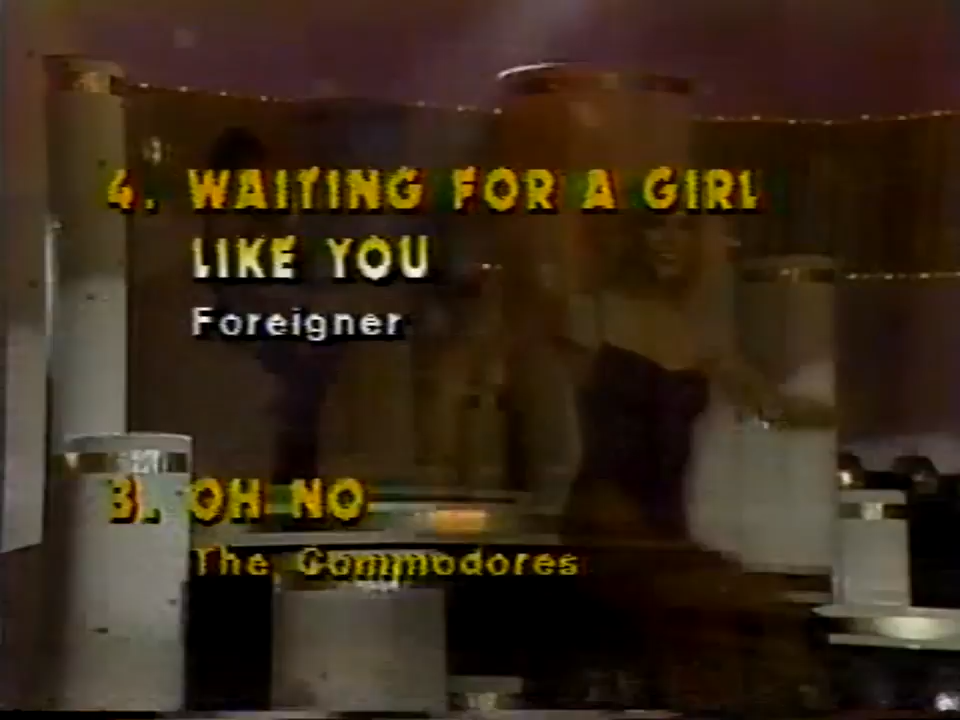 4. WAITING FOR A GIRL
LIKE YOU
Foreigner
3. OH NO
The Commodores